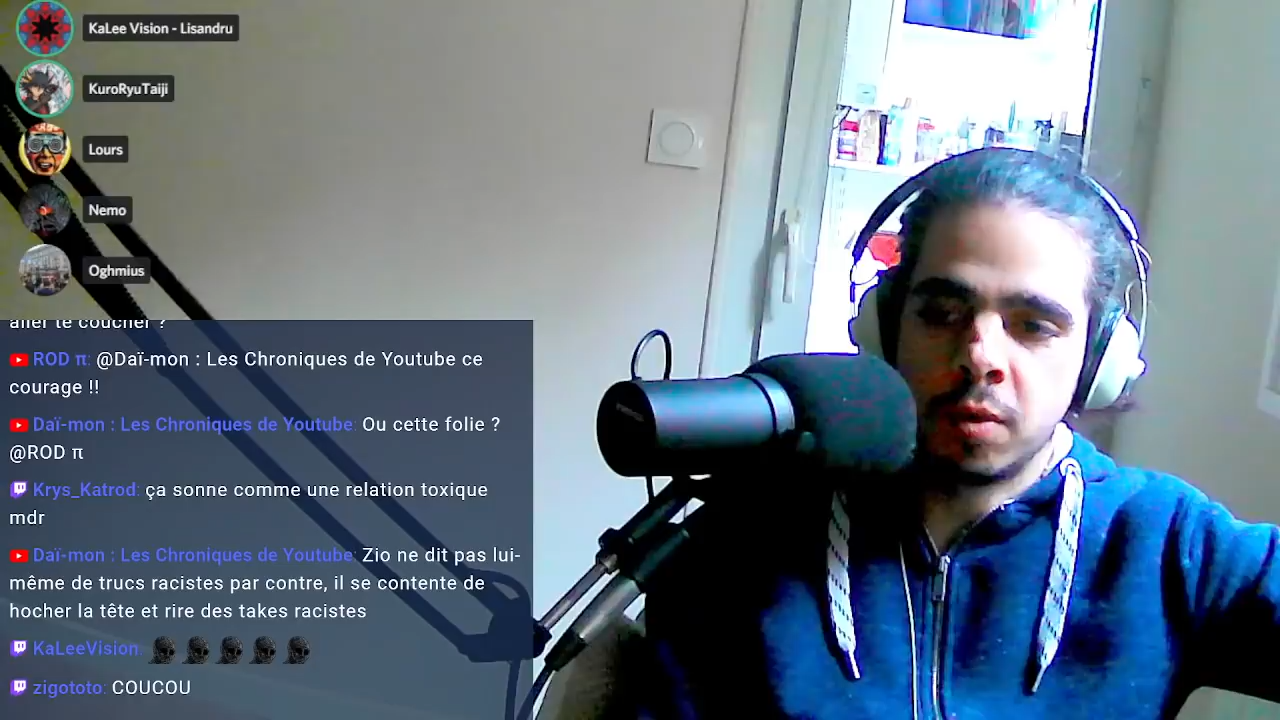 KaLee Vision - Lisandru
KuroRyuTaiji
Lours
Nemo
Oghmius
aller te coucher ?
ROD π: @Daï-mon : Les Chroniques de Youtube ce
courage !!
Daï-mon : Les Chroniques de Youtube: Ou cette folie ?
@ROD π
Krys_Katrod: ça sonne comme une relation toxique
mdr
Daï-mon : Les Chroniques de Youtube: Zio ne dit pas lui-
même de trucs racistes par contre, il se contente de
hocher la tête et rire des takes racistes
KaLeeVision
zigototo: COUCOU